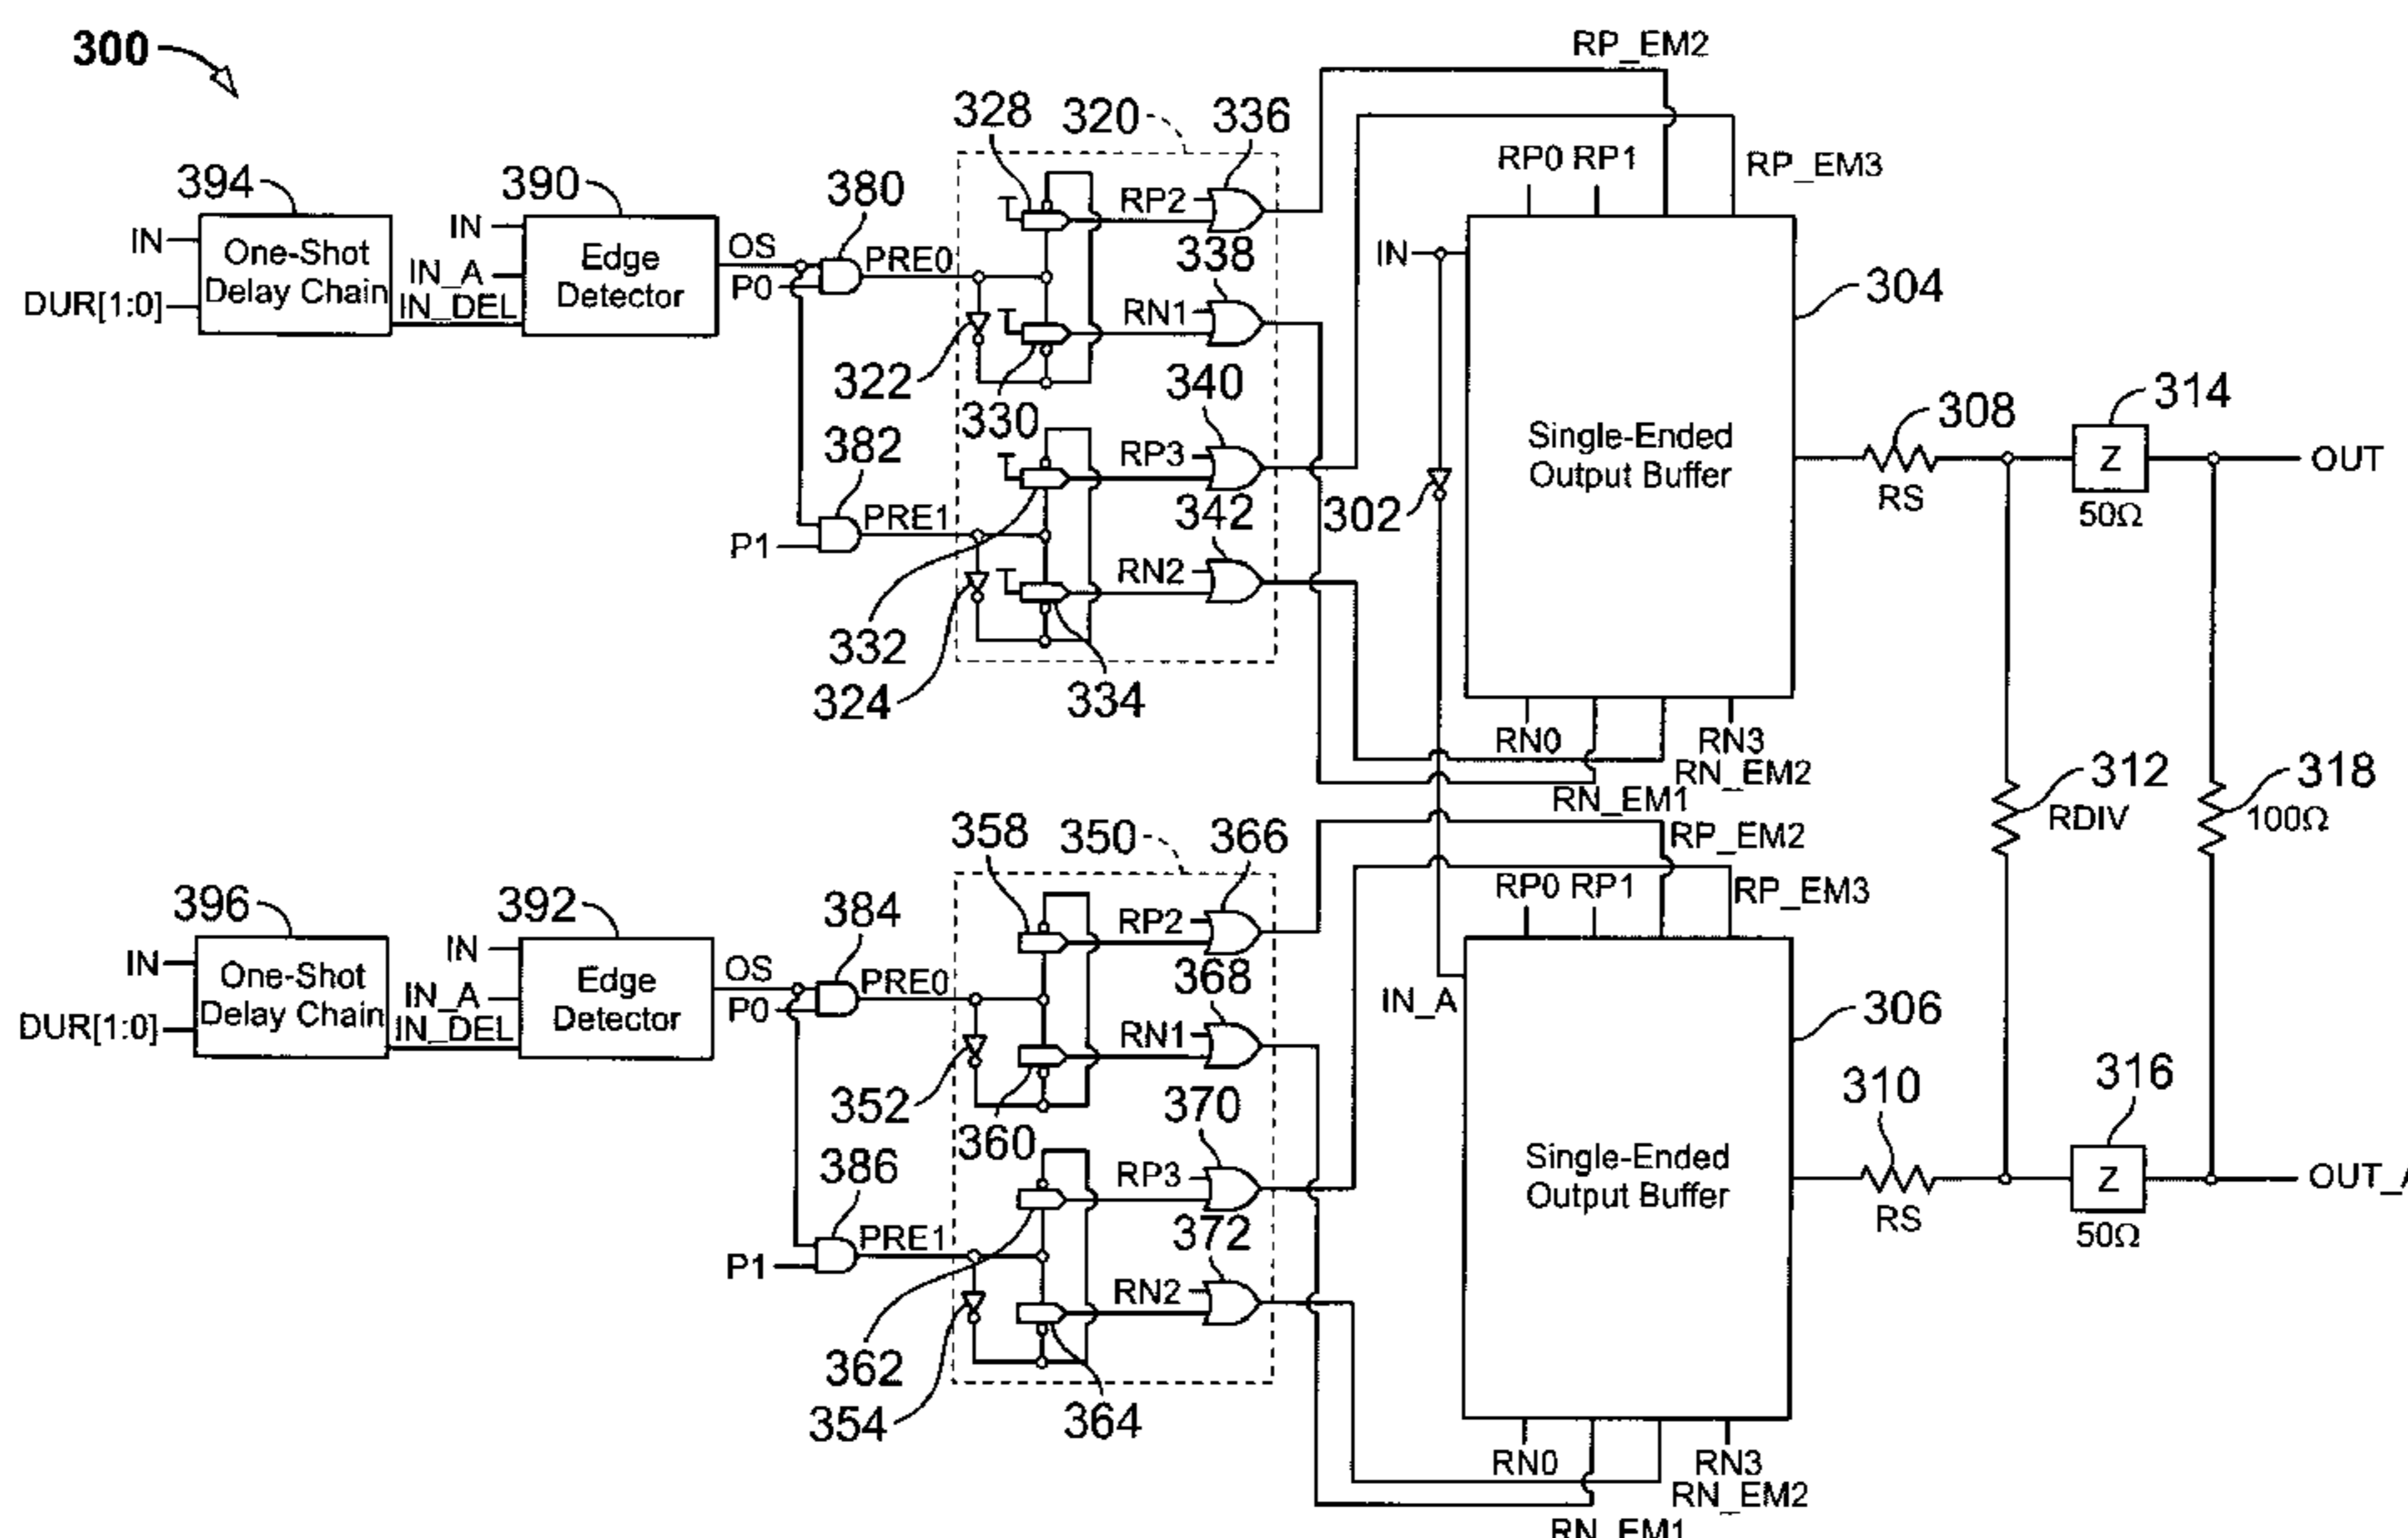 300
RP_EM2
328
320
336
394
390
380
RP2
RP0 RP1
RP_EM3
IN
One-Shot
Delay Chain
DUR[1:0]
IN
IN_A
IN_DEL
Edge
Detector
OS
P0
PRE0
338
RN1
IN
304
322
330
340
382
RP3
Single-Ended
Output Buffer
308
RS
314
Z
50Ω
OUT
342
302
P1
PRE1
RN2
332
324
334
RN0
RN3
RN_EM2
RN_EM1
312
RDIV
318
100Ω
358
350
366
RP_EM2
396
392
384
RP2
RP0 RP1
RP_EM3
IN
One-Shot
Delay Chain
DUR[1:0]
IN
IN_A
IN_DEL
Edge
Detector
OS
P0
PRE0
368
RN1
IN_A
306
352
360
370
386
RP3
Single-Ended
Output Buffer
310
RS
316
Z
50Ω
372
P1
PRE1
RN2
362
354
364
RN0
RN3
RN_EM2
RN_EM1